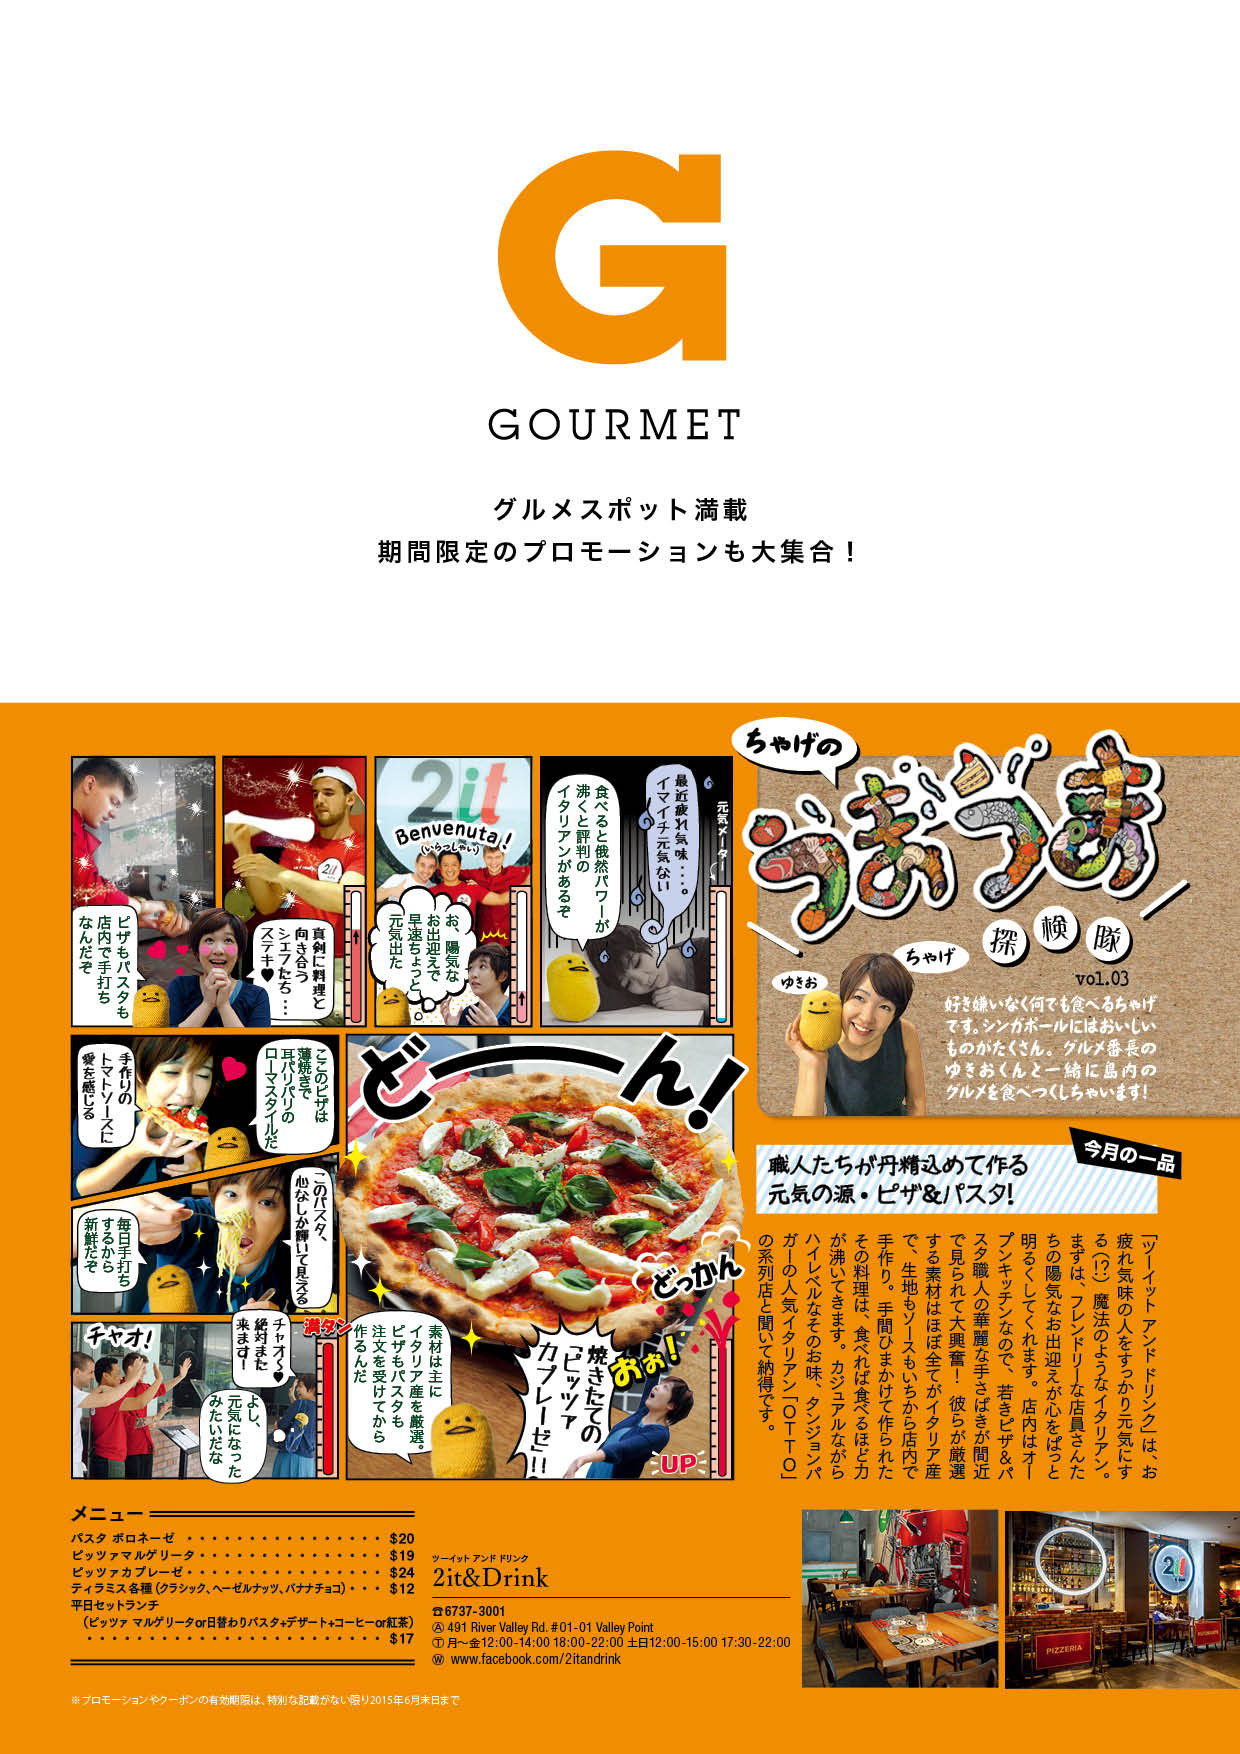 G
GOURMET
グルメスポット満載
期間限定のプロモーションも大集合！
ちゃげの
うまうま
探検隊
vol.03
ちゃげ
ゆきお
好き嫌いなく何でも食べるちゃげ
です。シンガポールにはおいしい
ものがたくさん。グルメ番長の
ゆきおくんと一緒に島内の
グルメを食べつくしちゃいます！
今月の一品
職人たちが丹精込めて作る
元気の源・ピザ&パスタ!
「ツーイット アンド ドリンク」は、お
疲れ気味の人をすっかり元気にす
る（!?）魔法のようなイタリアン。
まずは、フレンドリーな店員さんた
ちの陽気なお出迎えが心をぱっと
明るくしてくれます。店内はオー
プンキッチンなので、若きピザ＆パ
スタ職人の華麗な手さばきが間近
で見られて大興奮！ 彼らが厳選
する素材はほぼ全てがイタリア産
で、生地もソースもいちから店内で
手作り。手間ひまかけて作られた
その料理は、食べれば食べるほど力
が沸いてきます。カジュアルながら
ハイレベルなそのお味、タンジョンパ
ガーの人気イタリアン「OTTO」
の系列店と聞いて納得です。
元気メーター
最近疲れ気味・・・。
イマイチ元気ない
食べると俄然パワーが
沸くと評判の
イタリアンがあるぞ
2it
Benvenuta!
(いらっしゃい)
お、陽気な
お出迎えで
早速ちょっと
元気出た
真剣に料理と
向き合う
シェフたち…
ステキ♥
ピザもパスタも
店内で手打ち
なんだぞ
どーん!
どっかん
おぉ!
焼きたての
「ピッツァ
カプレーゼ」!!
UP
素材は主に
イタリア産を厳選。
ピザもパスタも
注文を受けてから
作るんだ
ここのピザは
薄焼きで
耳パリパリの
ローマスタイルだ
手作りの
トマトソースに
愛を感じる
このパスタ、
心なしか輝いて見える
毎日手打ち
するから
新鮮だぞ
満タン
チャオ〜♥
絶対また
来ます！
チャオ!
よし、
元気になった
みたいだな
メニュー
パスタ ボロネーゼ ・・・・・・・・・・・・・・・・ $20
ピッツァ マルゲリータ・・・・・・・・・・・・・・・ $19
ピッツァ カプレーゼ・・・・・・・・・・・・・・・・ $24
ティラミス各種（クラシック、ヘーゼルナッツ、バナナチョコ）・・・ $12
平日セットランチ
（ピッツァ マルゲリータor日替わりパスタ+デザート+コーヒーor紅茶）
・・・・・・・・・・・・・・・・・・・・・・・・ $17
ツーイット アンド ドリンク
2it&Drink
☎6737-3001
Ⓐ 491 River Valley Rd. #01-01 Valley Point
Ⓣ 月〜金12:00-14:00 18:00-22:00 土日12:00-15:00 17:30-22:00
Ⓦ www.facebook.com/2itandrink
2it
PIZZERIA
※プロモーションやクーポンの有効期限は、特別な記載がない限り2015年6月末日まで